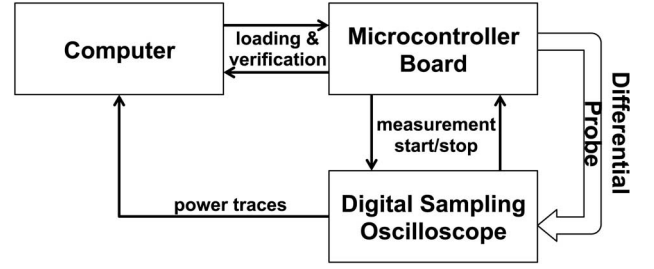 Computer
loading &
verification
Microcontroller
Board
measurement
start/stop
Differential
Probe
power traces
Digital Sampling
Oscilloscope